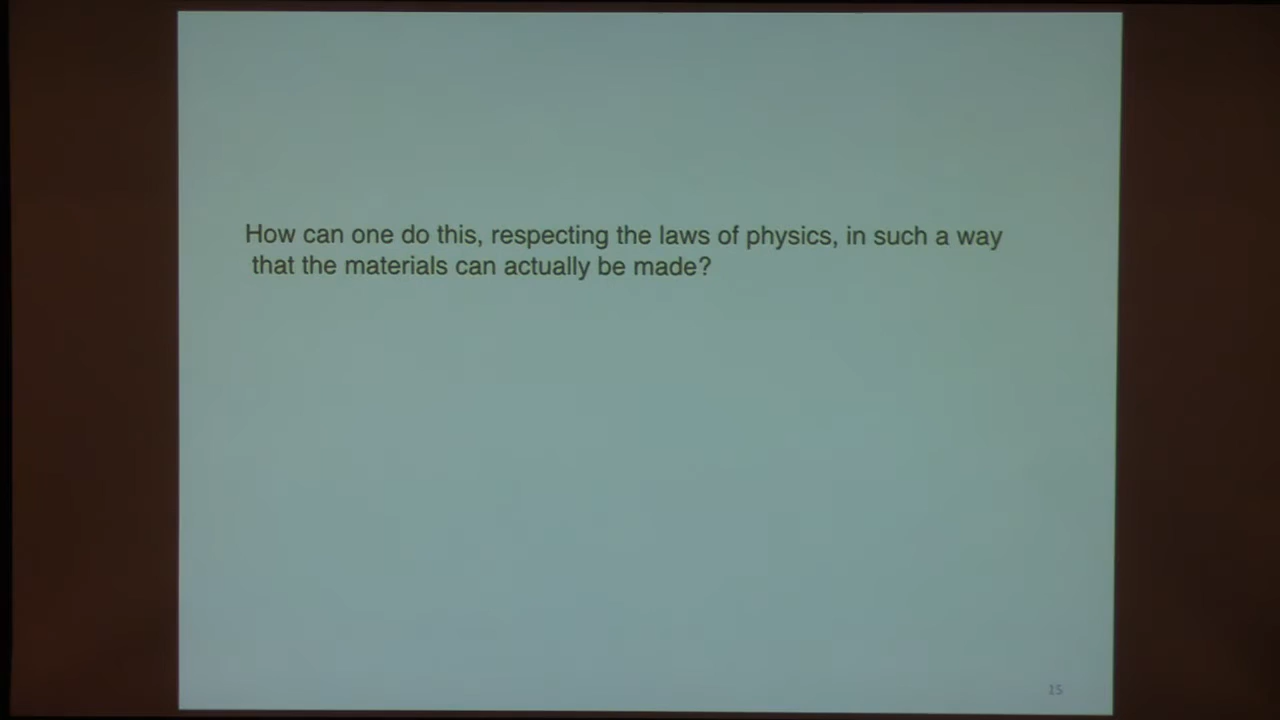 How can one do this, respecting the laws of physics, in such a way
that the materials can actually be made?
15